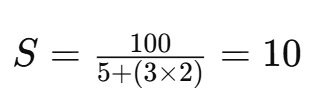 S = 100 / 5+(3×2) = 10